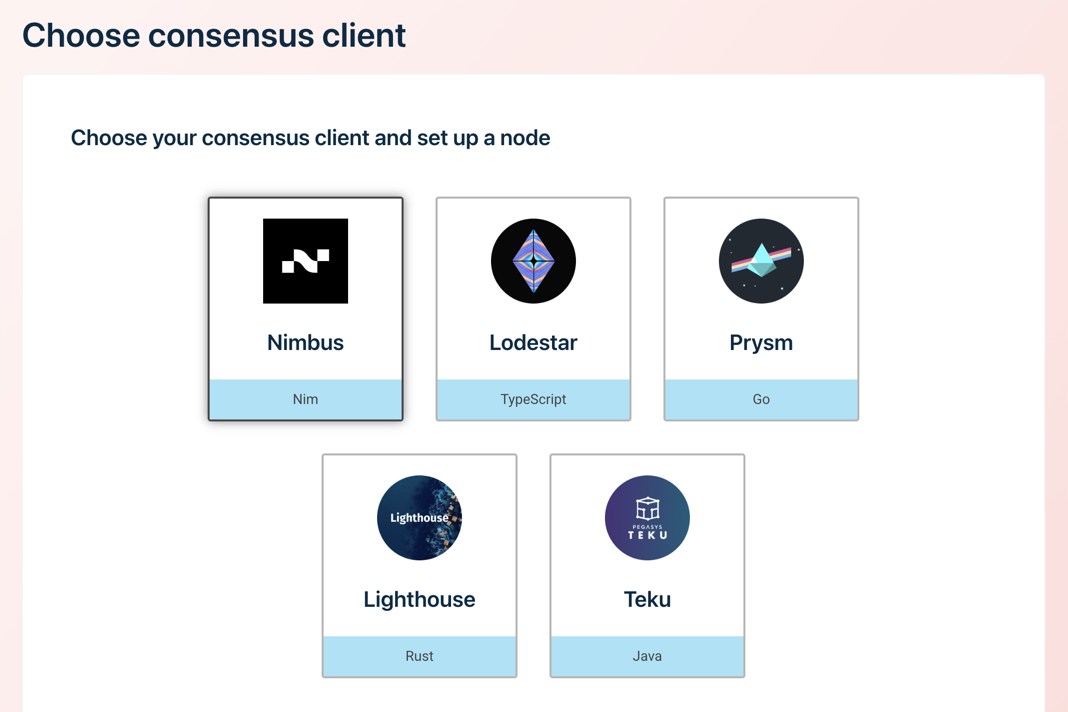 Choose consensus client
Choose your consensus client and set up a node
Nimbus
Nim
Lodestar
TypeScript
Prysm
Go
Lighthouse
Lighthouse
Rust
PEGASYS
TEKU
Teku
Java